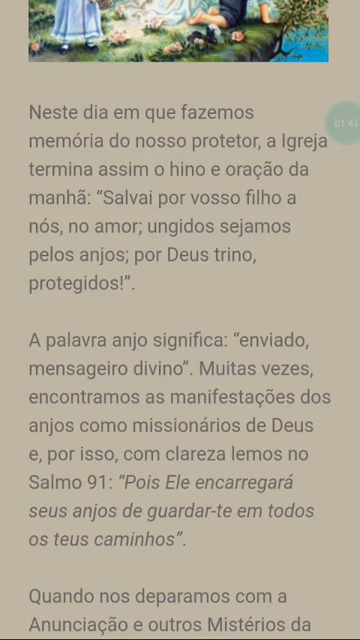 Neste dia em que fazemos
memória do nosso protetor, a Igreja
termina assim o hino e oração da
manhã: “Salvai por vosso filho a
nós, no amor; ungidos sejamos
pelos anjos; por Deus trino,
protegidos!”.
A palavra anjo significa: “enviado,
mensageiro divino”. Muitas vezes,
encontramos as manifestações dos
anjos como missionários de Deus
e, por isso, com clareza lemos no
Salmo 91: “Pois Ele encarregará
seus anjos de guardar-te em todos
os teus caminhos”.
Quando nos deparamos com a
Anunciação e outros Mistérios da